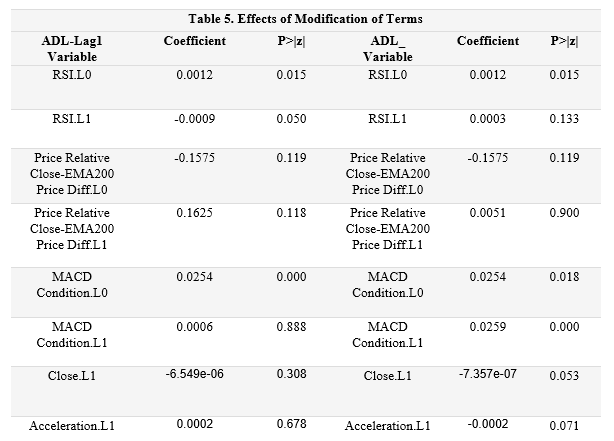 Table 5. Effects of Modification of Terms
ADL-Lag1 Coefficient P>|z| ADL_ Coefficient P>|z|
Variable Variable
RSI.L0 0.0012 0.015 RSI.L0 0.0012 0.015
RSI.L1 -0.0009 0.050 RSI.L1 0.0003 0.133
Price Relative -0.1575 0.119 Price Relative -0.1575 0.119
Close-EMA200 Close-EMA200
Price Diff.L0 Price Diff.L0
Price Relative 0.1625 0.118 Price Relative 0.0051 0.900
Close-EMA200 Close-EMA200
Price Diff.L1 Price Diff.L1
MACD 0.0254 0.000 MACD 0.0254 0.018
Condition.L0 Condition.L0
MACD 0.0006 0.888 MACD 0.0259 0.000
Condition.L1 Condition.L1
Close.L1 -6.549e-06 0.308 Close.L1 -7.357e-07 0.053
Acceleration.L1 0.0002 0.678 Acceleration.L1 -0.0002 0.071